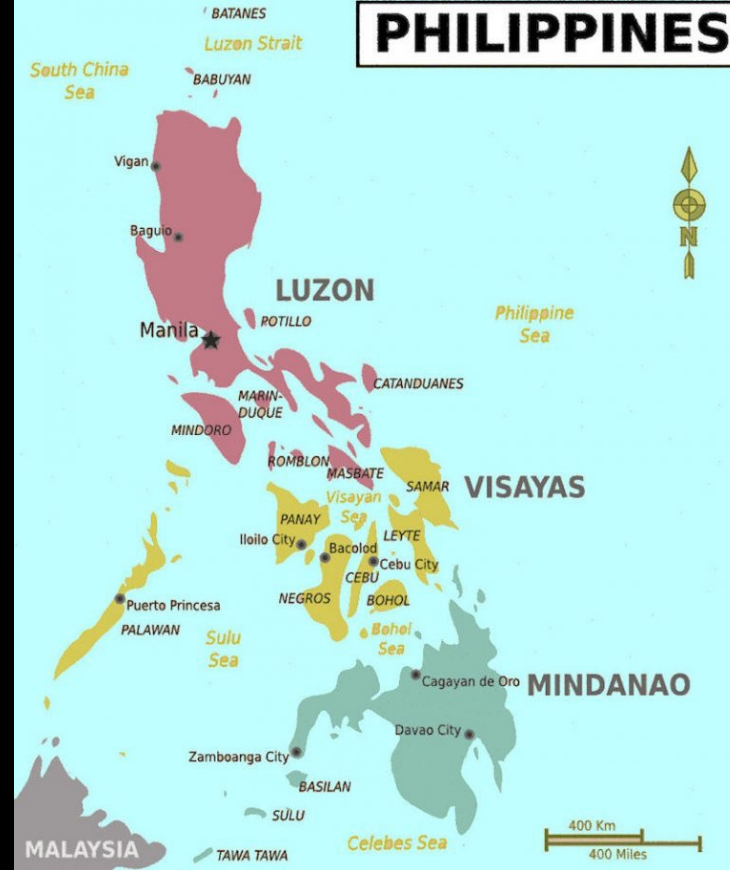 BATANES
PHILIPPINES
Luzon Strait
South China
Sea
BABUYAN
Vigan
Baguio
N
LUZON
Philippine
Sea
POTILLO
Manila
CATANDUANES
MARIN-
DUQUE
MINDORO
ROMBLON
MASBATE
SAMAR
VISAYAS
Visayan
Sea
PANAY
LEYTE
Iloilo City
Bacolod
Cebu City
CEBU
NEGROS
BOHOL
Puerto Princesa
PALAWAN
Sulu
Sea
Bohol
Sea
Cagayan de Oro
MINDANAO
Davao City
Zamboanga City
BASILAN
SULU
Celebes Sea
TAWA TAWA
MALAYSIA
400 Km
400 Miles